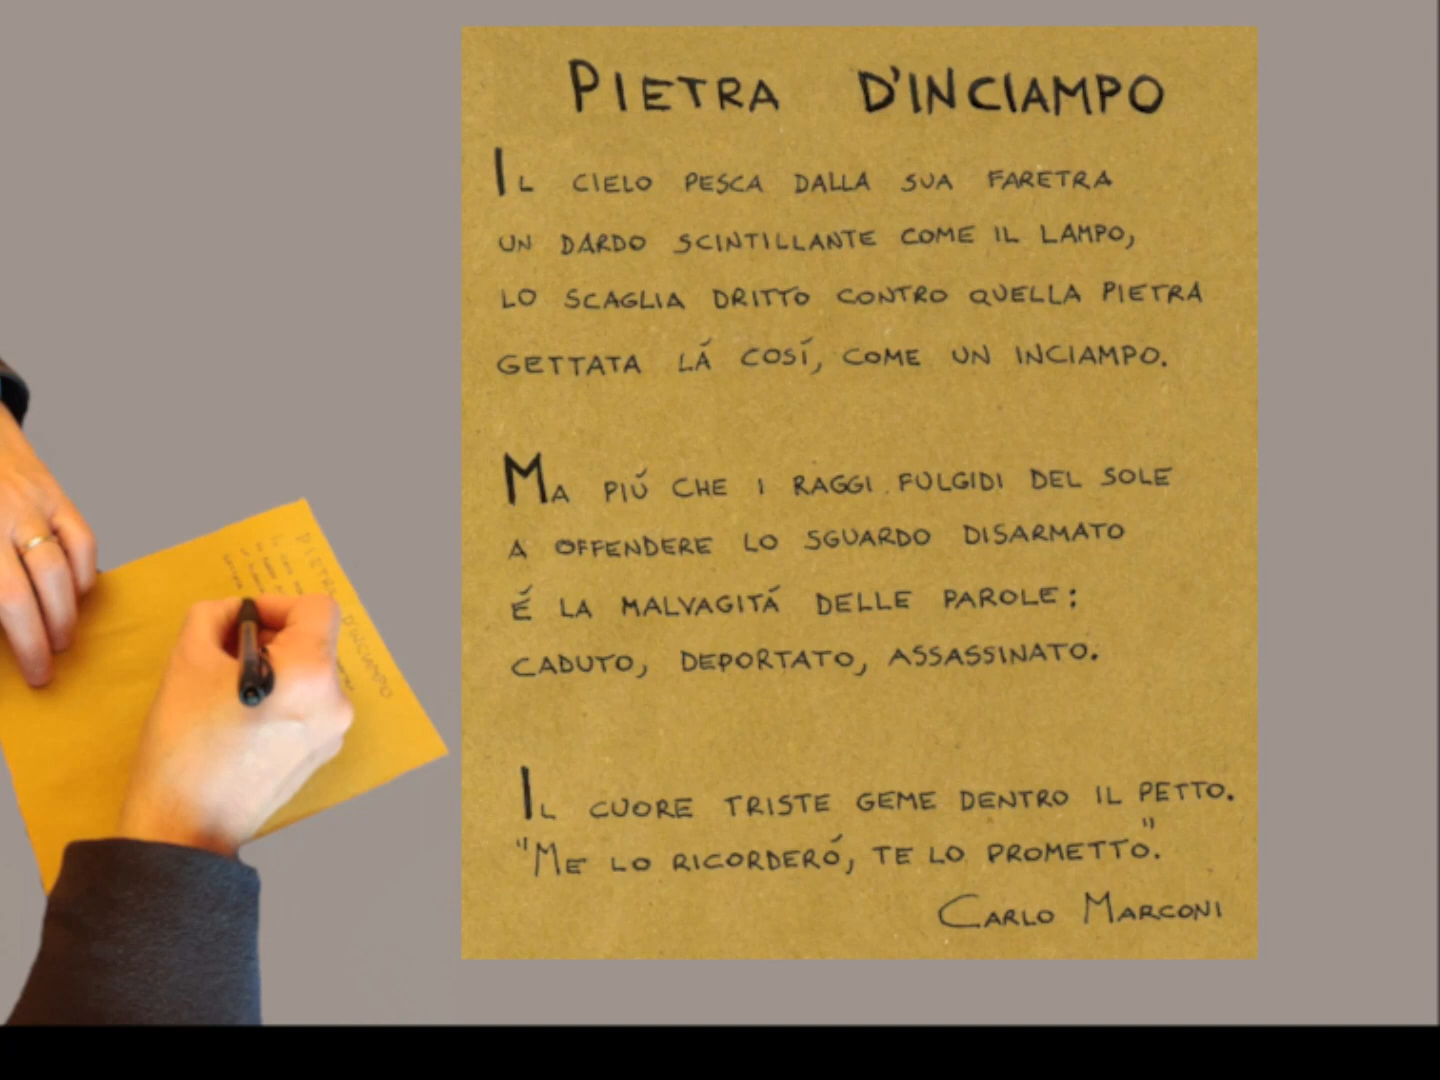 PIETRA D'INCIAMPO
IL CIELO PESCA DALLA SUA FARETRA
UN DARDO SCINTILLANTE COME IL LAMPO,
LO SCAGLIA DRITTO CONTRO QUELLA PIETRA
GETTATA LÁ COSÍ, COME UN INCIAMPO.
MA PIÚ CHE I RAGGI FULGIDI DEL SOLE
A OFFENDERE LO SGUARDO DISARMATO
É LA MALVAGITÁ DELLE PAROLE:
CADUTO, DEPORTATO, ASSASSINATO.
IL CUORE TRISTE GEME DENTRO IL PETTO.
"ME LO RICORDERÓ, TE LO PROMETTO."
CARLO MARCONI
PIETRA D'INCIAMPO